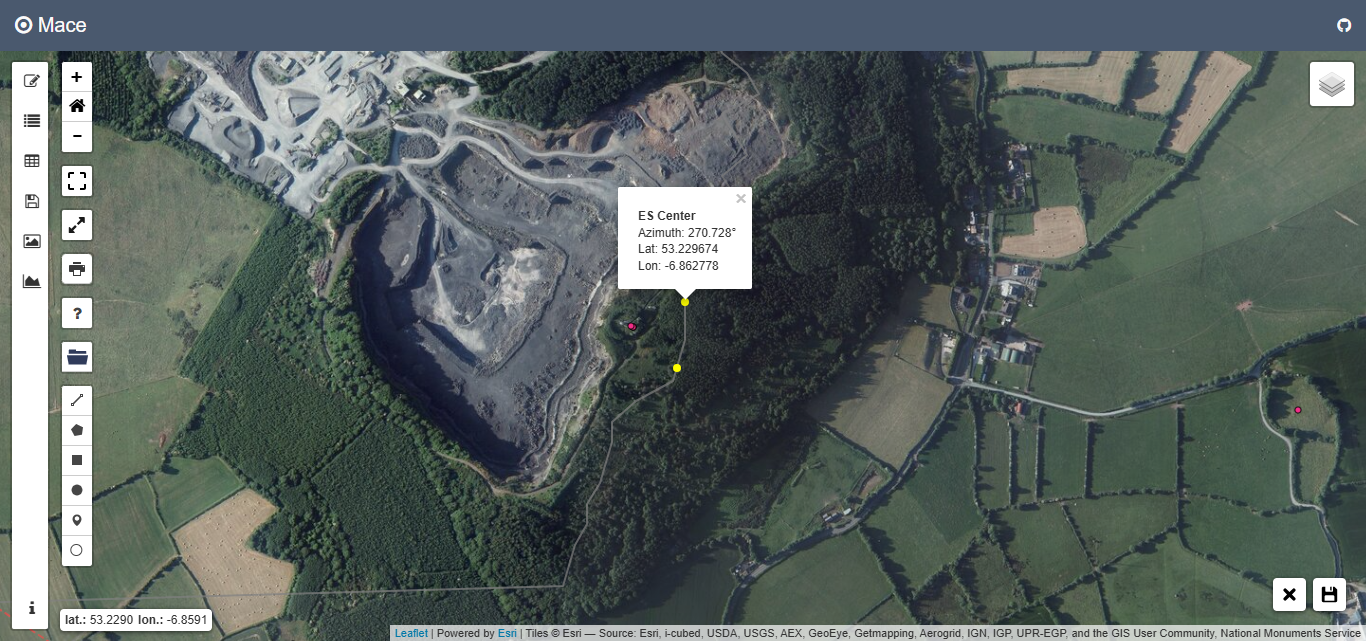 Mace
+
−
?
i
×
ES Center
Azimuth: 270.728°
Lat: 53.229674
Lon: -6.862778
lat.: 53.2290 lon.: -6.8591
Leaflet | Powered by Esri | Tiles © Esri — Source: Esri, i-cubed, USDA, USGS, AEX, GeoEye, Getmapping, Aerogrid, IGN, IGP, UPR-EGP, and the GIS User Community, National Monuments Service